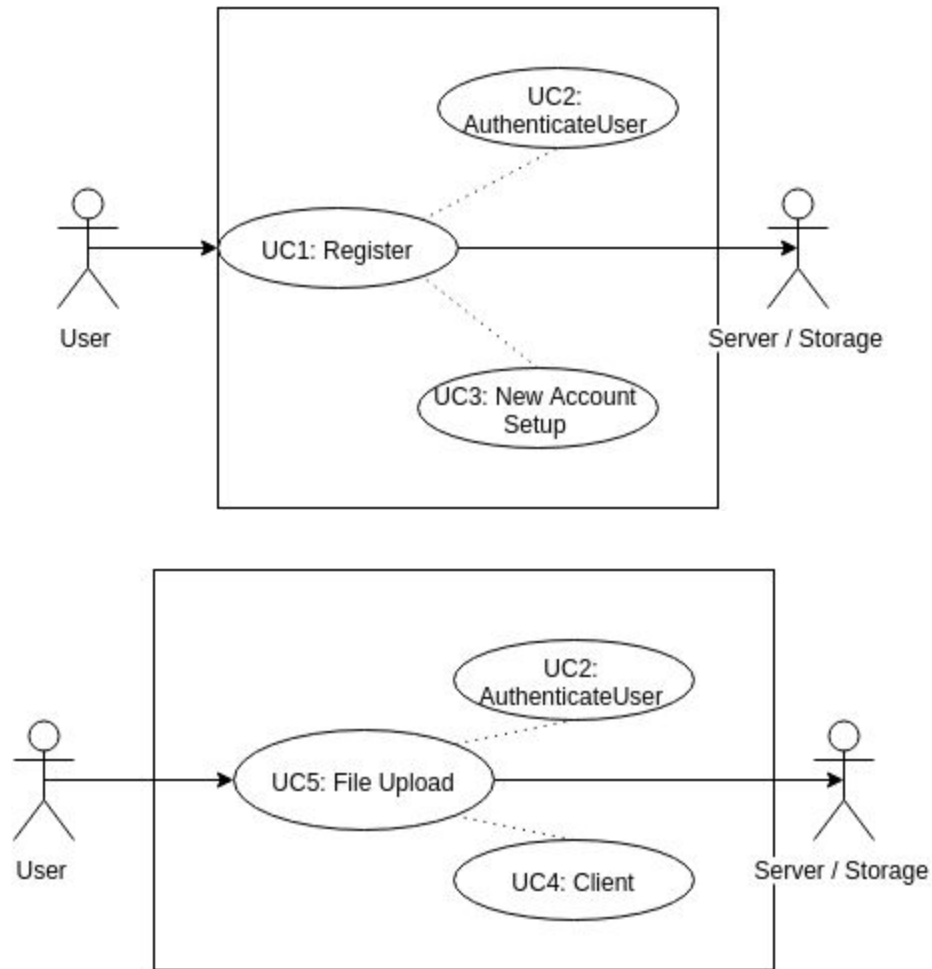 UC2:
AuthenticateUser
UC1: Register
User
Server / Storage
UC3: New Account
Setup
UC2:
AuthenticateUser
UC5: File Upload
User
Server / Storage
UC4: Client